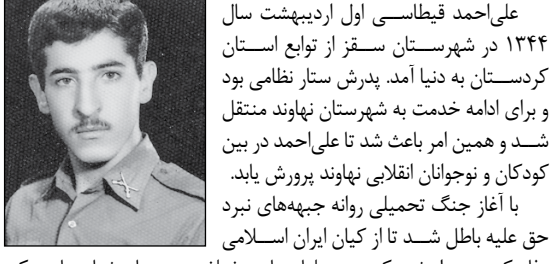 علی‌احمد قیطاسی اول اردیبهشت سال
۱۳۴۴ در شهرستان سقز از توابع استان
کردستان به دنیا آمد. پدرش ستار نظامی بود
و برای ادامه خدمت به شهرستان نهاوند منتقل
شد و همین امر باعث شد تا علی‌احمد در بین
کودکان و نوجوانان انقلابی نهاوند پرورش یابد.
با آغاز جنگ تحمیلی روانه جبهه‌های نبرد
حق علیه باطل شد تا از کیان ایران اسلامی